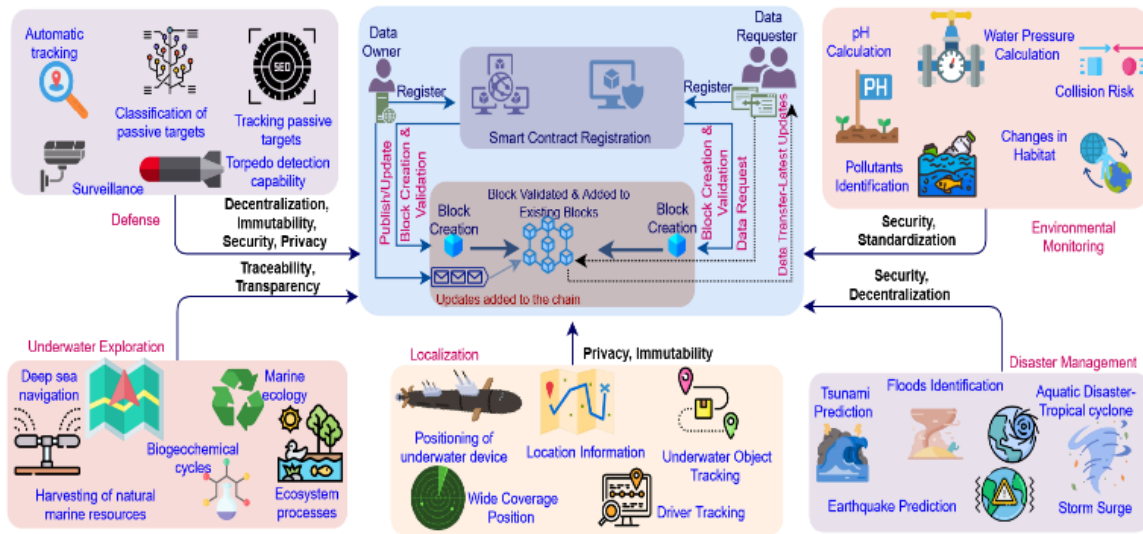 Automatic
tracking
SEO
Classification of
passive targets
Tracking passive
targets
Surveillance
Torpedo detection
capability
Defense
Decentralization,
Immutability,
Security, Privacy
Traceability,
Transparency
Data
Owner
Data
Requester
Register
Register
Smart Contract Registration
Publish/Update
Block Creation &
Validation
Block Validated & Added to
Existing Blocks
Block
Creation
Block
Creation
Updates added to the chain
Block Creation &
Validation
Data Request
Data Transfer-Latest Updates
pH
Calculation
Water Pressure
Calculation
PH
Collision Risk
Pollutants
Identification
Changes in
Habitat
Security,
Standardization
Environmental
Monitoring
Security,
Decentralization
Underwater Exploration
Deep sea
navigation
Marine
ecology
Biogeochemical
cycles
Harvesting of natural
marine resources
Ecosystem
processes
Localization
Privacy, Immutability
Positioning of
underwater device
Location Information
Underwater Object
Tracking
Wide Coverage
Position
Driver Tracking
Disaster Management
Tsunami
Prediction
Floods Identification
Aquatic Disaster-
Tropical cyclone
Earthquake Prediction
Storm Surge